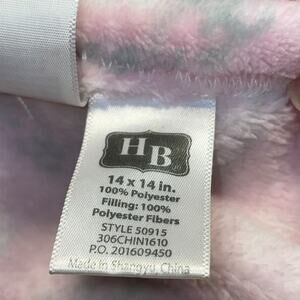 HB
14 x 14 in.
100% Polyester
Filling: 100%
Polyester Fibers
STYLE 50915
306CHIN1610
P.O. 201609450
Made in Shangyu, China